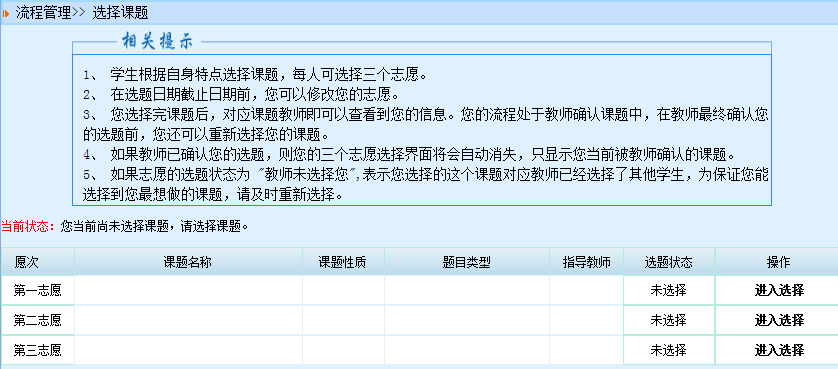 流程管理>> 选择课题
相关提示
1、 学生根据自身特点选择课题，每人可选择三个志愿。
2、 在选题日期截止日期前，您可以修改您的志愿。
3、 您选择完课题后，对应课题教师即可以查看到您的信息。您的流程处于教师确认课题中，在教师最终确认您
的选题前，您还可以重新选择您的课题。
4、 如果教师已确认您的选题，则您的三个志愿选择界面将会自动消失，只显示您当前被教师确认的课题。
5、 如果志愿的选题状态为 "教师未选择您",表示您选择的这个课题对应教师已经选择了其他学生，为保证您能
选择到您最想做的课题，请及时重新选择。
当前状态：您当前尚未选择课题，请选择课题。
愿次 课题名称 课题性质 题目类型 指导教师 选题状态 操作
第一志愿 未选择 进入选择
第二志愿 未选择 进入选择
第三志愿 未选择 进入选择